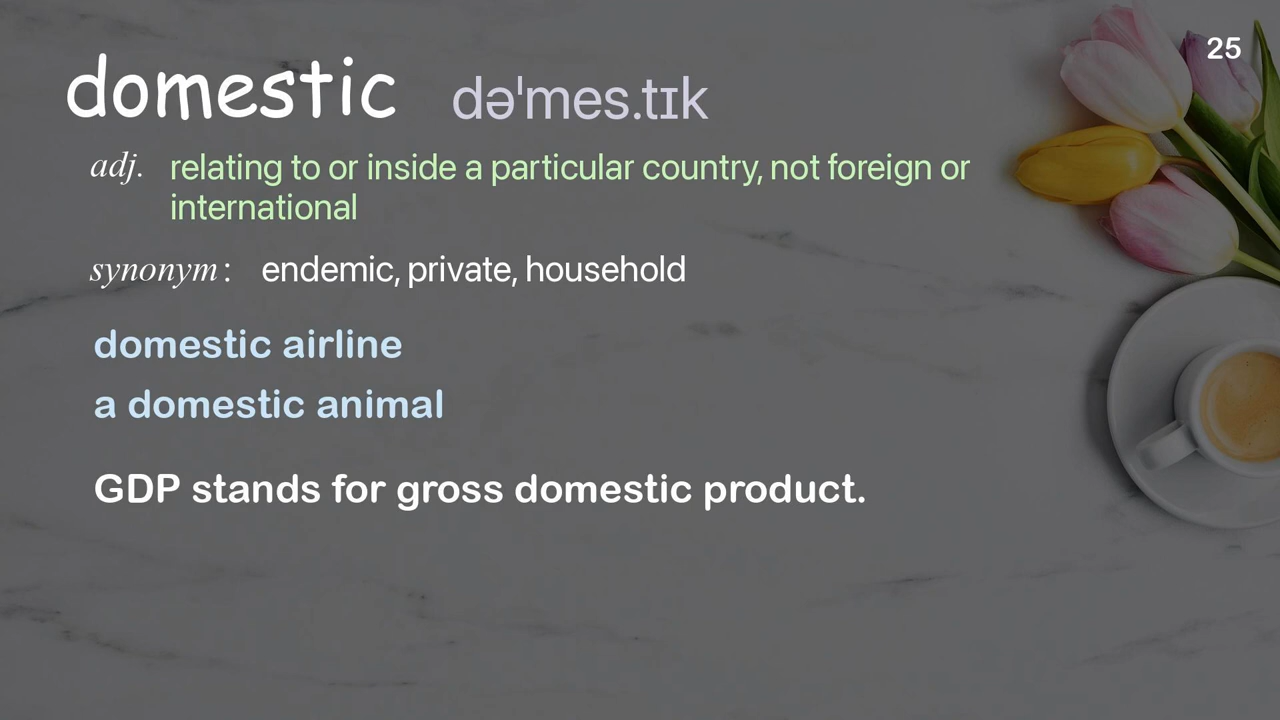 25
domestic dəˈmes.tɪk
adj. relating to or inside a particular country, not foreign or
international
synonym : endemic, private, household
domestic airline
a domestic animal
GDP stands for gross domestic product.